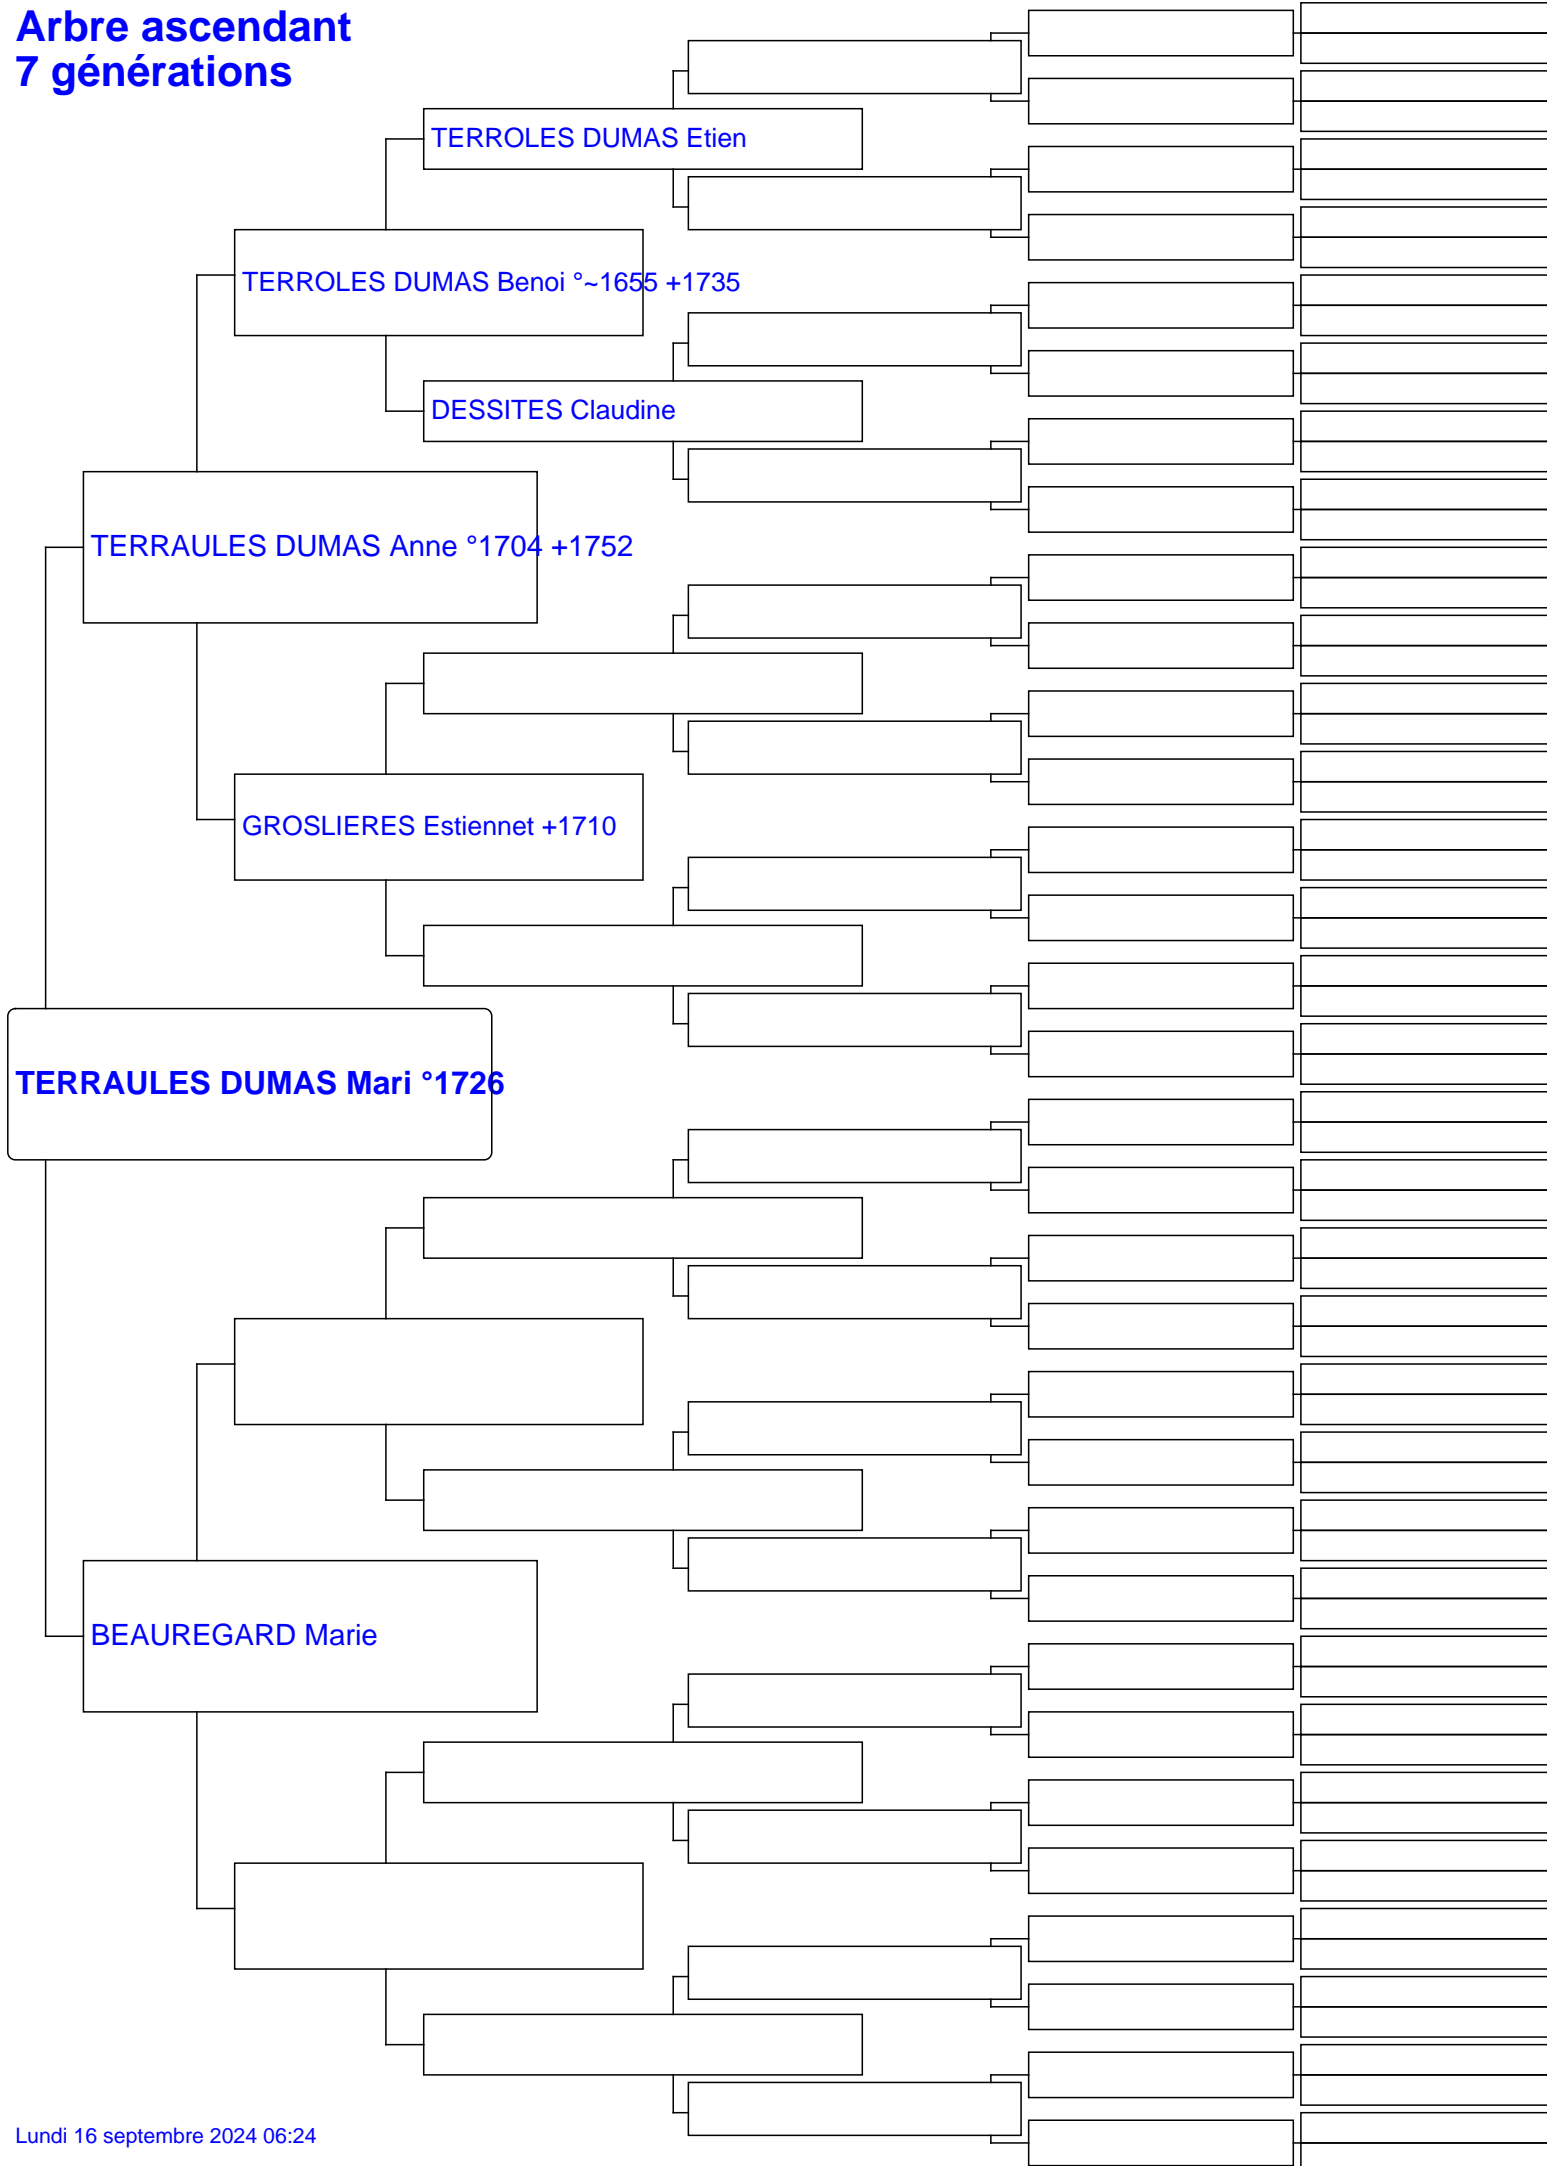 Arbre ascendant
7 générations
TERROLES DUMAS Etien
TERROLES DUMAS Benoi °~1655 +1735
DESSITES Claudine
TERRAULES DUMAS Anne °1704 +1752
GROSLIERES Estiennet +1710
TERRAULES DUMAS Mari °1726
BEAUREGARD Marie
Lundi 16 septembre 2024 06:24